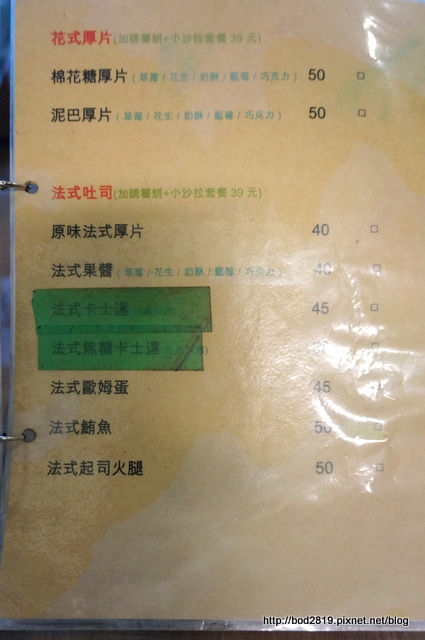 花式厚片(加購薯餅+小沙拉套餐 39 元)
棉花糖厚片 ( 草莓 / 花生 / 奶酥 / 藍莓 / 巧克力 ) 50 □
泥巴厚片 ( 草莓 / 花生 / 奶酥 / 藍莓 / 巧克力 ) 50 □
法式吐司(加購薯餅+小沙拉套餐 39 元)
原味法式厚片 40 □
法式果醬 ( 草莓 / 花生 / 奶酥 / 藍莓 / 巧克力 ) 40 □
法式卡士達 45 □
法式焦糖卡士達 □
法式歐姆蛋 45 □
法式鮪魚 50 □
法式起司火腿 50 □
http://bod2819.pixnet.net/blog